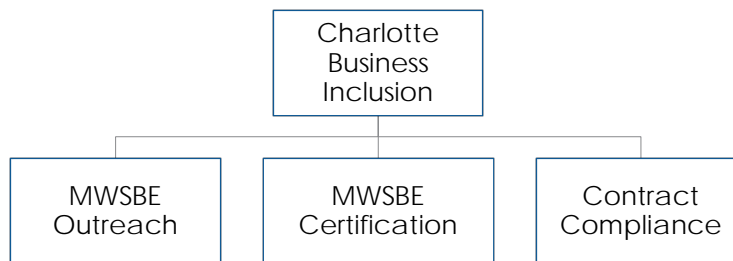 Charlotte
Business
Inclusion
MWSBE
Outreach
MWSBE
Certification
Contract
Compliance